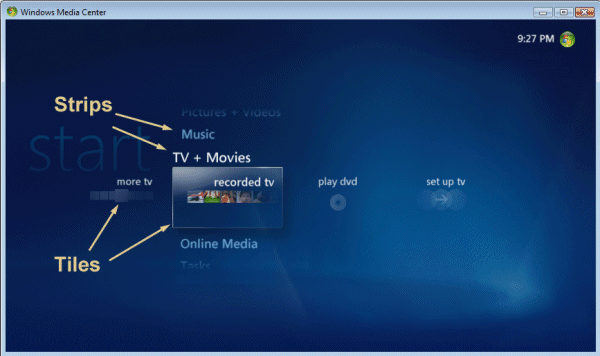 Windows Media Center
9:27 PM
Strips
Pictures + Videos
Music
start
TV + Movies
more tv
recorded tv
play dvd
set up tv
Online Media
Tiles
Tasks